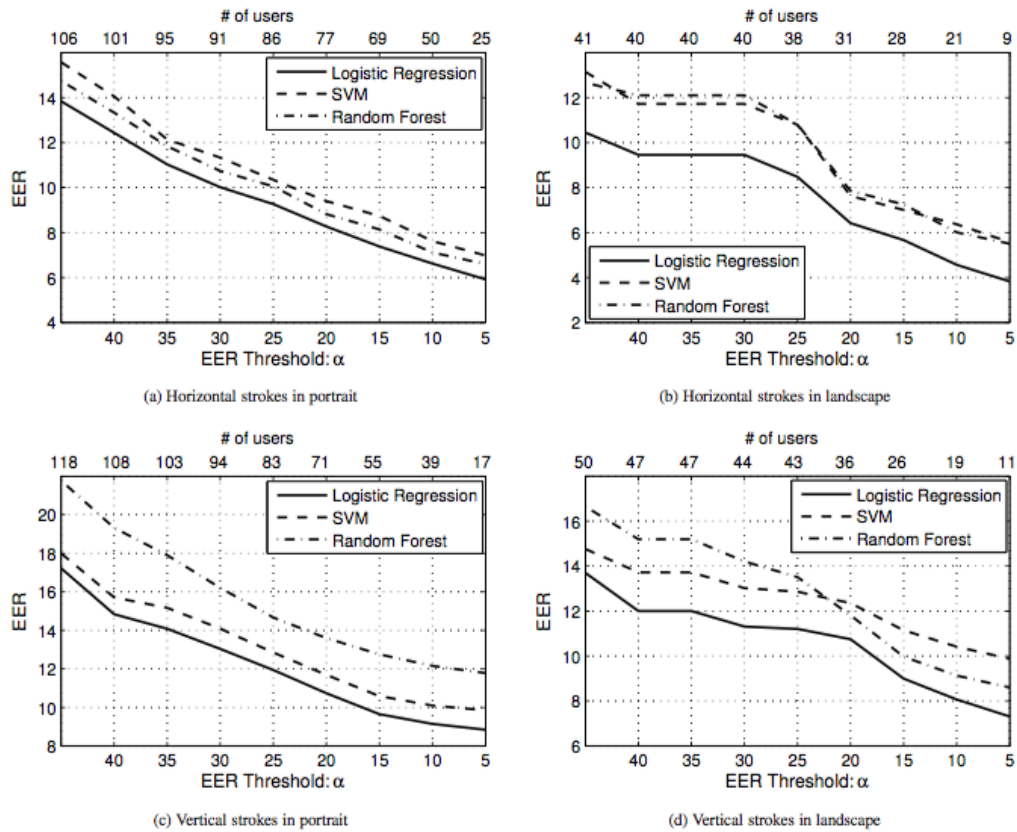 # of users
106 101 95 91 86 77 69 50 25
Logistic Regression
SVM
Random Forest
EER
14
12
10
8
6
4
40 35 30 25 20 15 10 5
EER Threshold: α
(a) Horizontal strokes in portrait
# of users
41 40 40 40 38 31 28 21 9
EER
12
10
8
6
4
2
Logistic Regression
SVM
Random Forest
40 35 30 25 20 15 10 5
EER Threshold: α
(b) Horizontal strokes in landscape
# of users
118 108 103 94 83 71 55 39 17
Logistic Regression
SVM
Random Forest
EER
20
18
16
14
12
10
8
40 35 30 25 20 15 10 5
EER Threshold: α
(c) Vertical strokes in portrait
# of users
50 47 47 44 43 36 26 19 11
Logistic Regression
SVM
Random Forest
EER
16
14
12
10
8
6
40 35 30 25 20 15 10 5
EER Threshold: α
(d) Vertical strokes in landscape